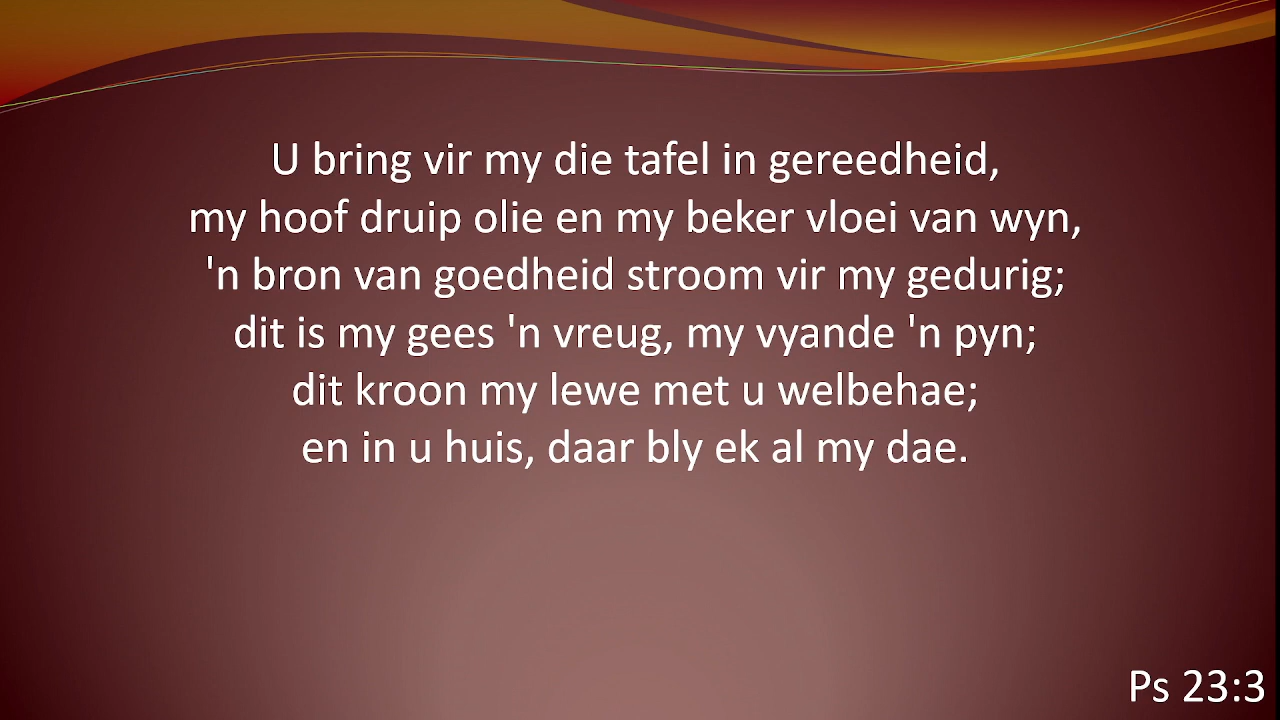 U bring vir my die tafel in gereedheid,
my hoof druip olie en my beker vloei van wyn,
'n bron van goedheid stroom vir my gedurig;
dit is my gees 'n vreug, my vyande 'n pyn;
dit kroon my lewe met u welbehae;
en in u huis, daar bly ek al my dae.
Ps 23:3